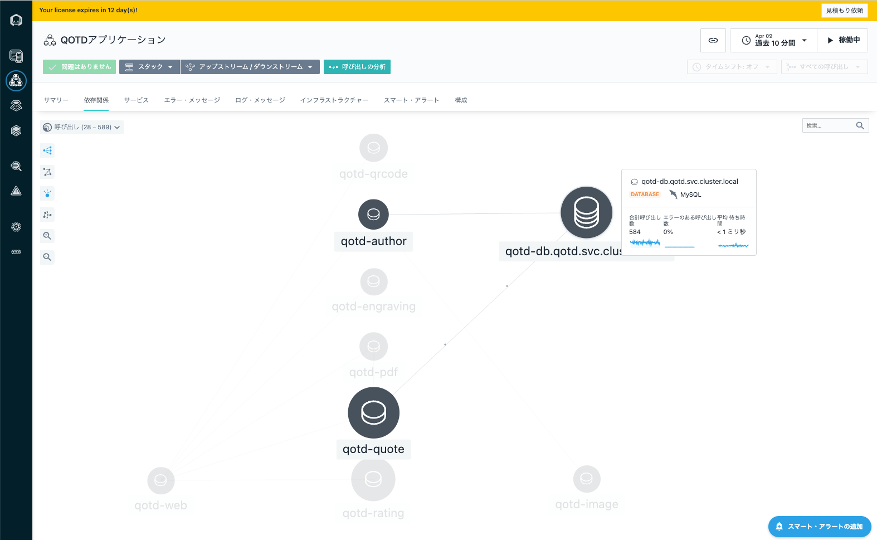 Your license expires in 12 day(s)!
見積もり依頼
QOTDアプリケーション
Apr 09
過去 10 分間
稼働中
問題はありません
スタック
アップストリーム / ダウンストリーム
呼び出しの分析
タイムシフト: オフ
すべての呼び出し
サマリー
依存関係
サービス
エラー・メッセージ
ログ・メッセージ
インフラストラクチャー
スマート・アラート
構成
呼び出し (28 – 589)
検索...
qotd-qrcode
qotd-author
qotd-db.qotd.svc.clus
qotd-db.qotd.svc.cluster.local
DATABASE
MySQL
合計呼び出し数
エラーのある呼び出し数
平均 待ち時間
584
0%
< 1 ミリ秒
qotd-engraving
qotd-pdf
qotd-quote
qotd-web
qotd-rating
qotd-image
スマート・アラートの追加